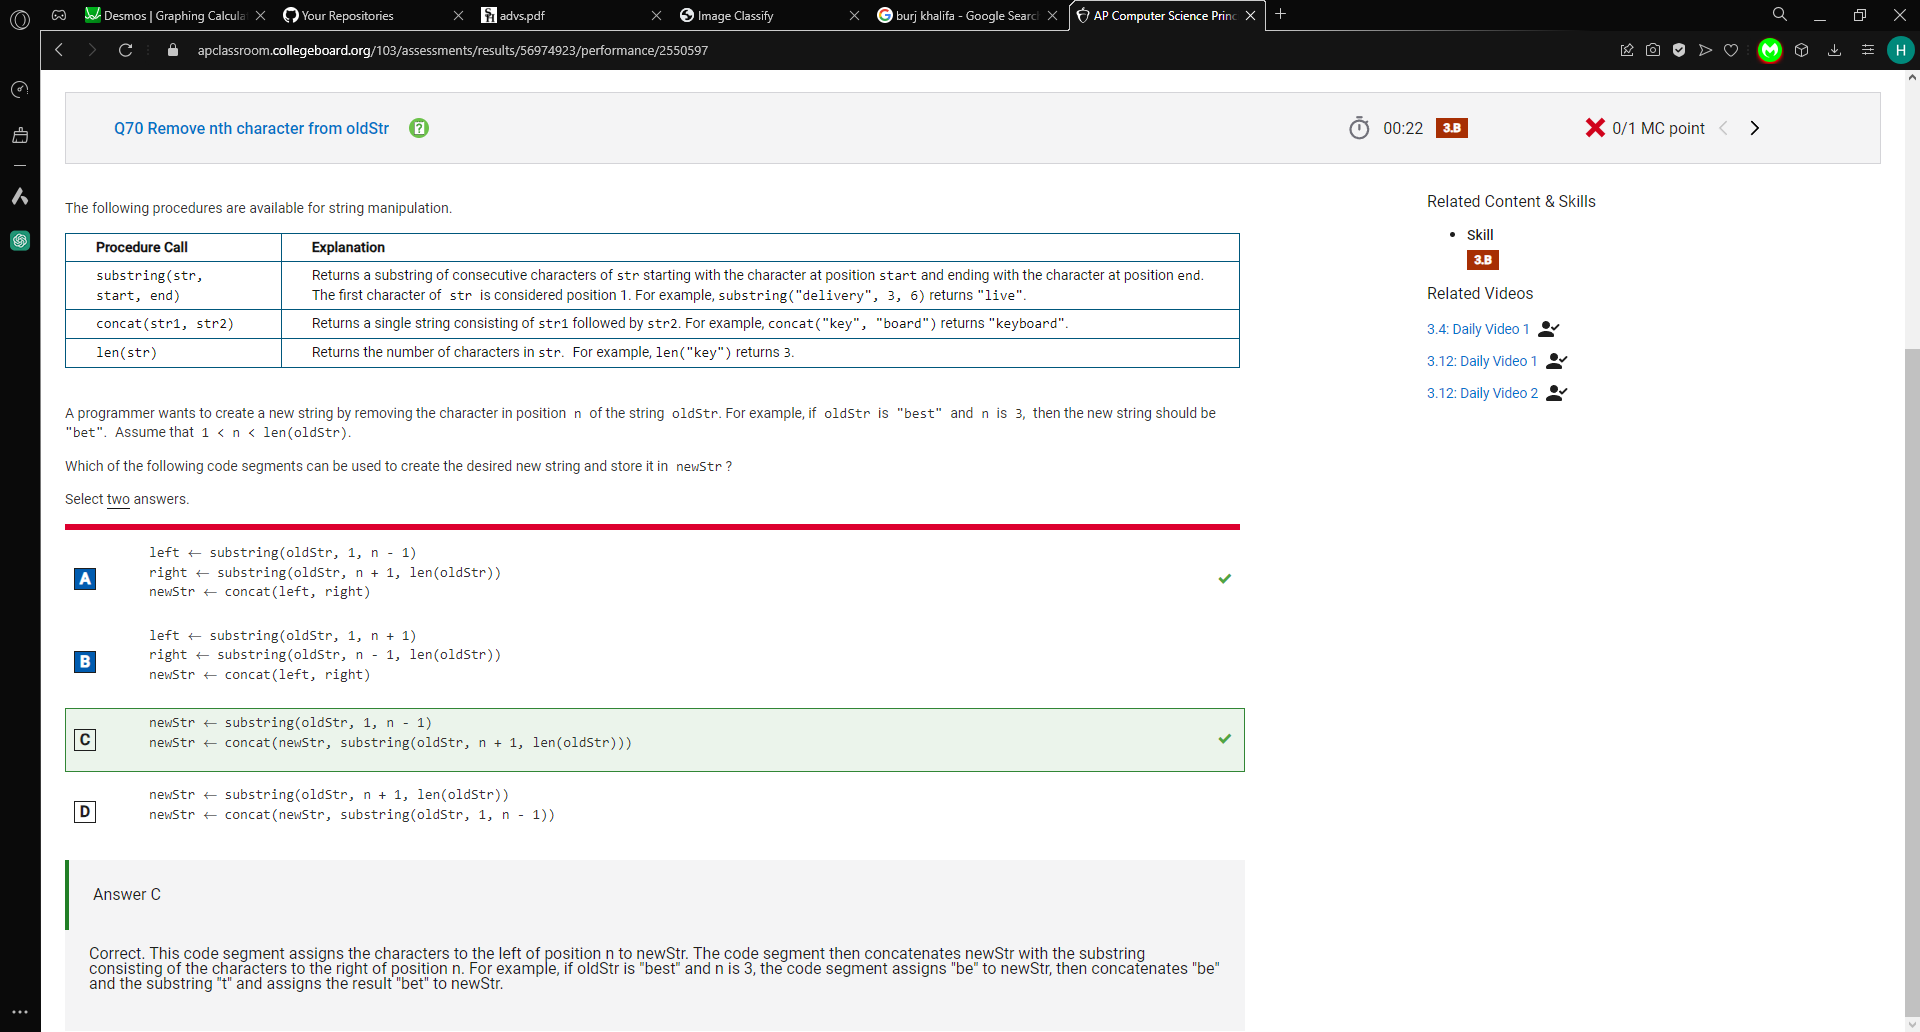 Desmos | Graphing Calcula
Your Repositories
advs.pdf
Image Classify
burj khalifa - Google Searc
AP Computer Science Princ
apclassroom.collegeboard.org/103/assessments/results/56974923/performance/2550597
H
Q70 Remove nth character from oldStr
00:22
3.B
0/1 MC point
The following procedures are available for string manipulation.
Procedure Call
Explanation
substring(str,
start, end)
Returns a substring of consecutive characters of str starting with the character at position start and ending with the character at position end.
The first character of str is considered position 1. For example, substring("delivery", 3, 6) returns "live".
concat(str1, str2)
Returns a single string consisting of str1 followed by str2. For example, concat("key", "board") returns "keyboard".
len(str)
Returns the number of characters in str. For example, len("key") returns 3.
A programmer wants to create a new string by removing the character in position n of the string oldStr. For example, if oldStr is "best" and n is 3, then the new string should be
"bet". Assume that 1 < n < len(oldStr).
Which of the following code segments can be used to create the desired new string and store it in newStr ?
Select two answers.
A
left ← substring(oldStr, 1, n - 1)
right ← substring(oldStr, n + 1, len(oldStr))
newStr ← concat(left, right)
B
left ← substring(oldStr, 1, n + 1)
right ← substring(oldStr, n - 1, len(oldStr))
newStr ← concat(left, right)
C
newStr ← substring(oldStr, 1, n - 1)
newStr ← concat(newStr, substring(oldStr, n + 1, len(oldStr)))
D
newStr ← substring(oldStr, n + 1, len(oldStr))
newStr ← concat(newStr, substring(oldStr, 1, n - 1))
Answer C
Correct. This code segment assigns the characters to the left of position n to newStr. The code segment then concatenates newStr with the substring
consisting of the characters to the right of position n. For example, if oldStr is "best" and n is 3, the code segment assigns "be" to newStr, then concatenates "be"
and the substring "t" and assigns the result "bet" to newStr.
Related Content & Skills
Skill
3.B
Related Videos
3.4: Daily Video 1
3.12: Daily Video 1
3.12: Daily Video 2